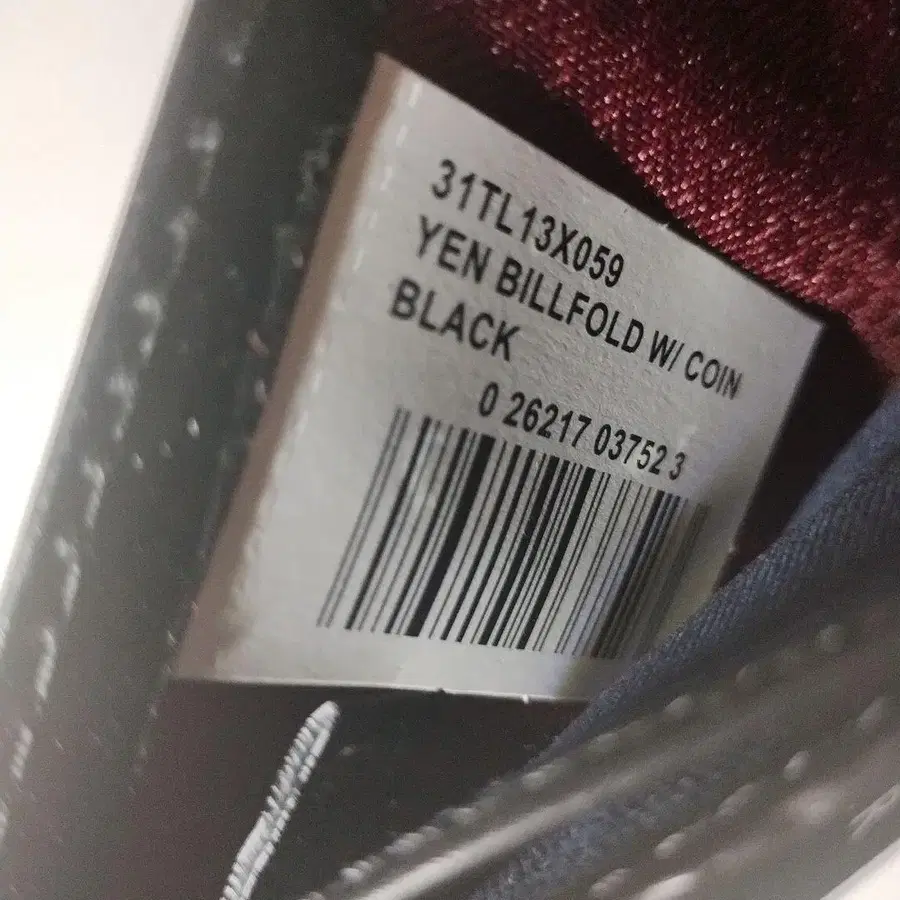 31TL13X059
YEN BILLFOLD W/ COIN
BLACK
0 26217 03752 3